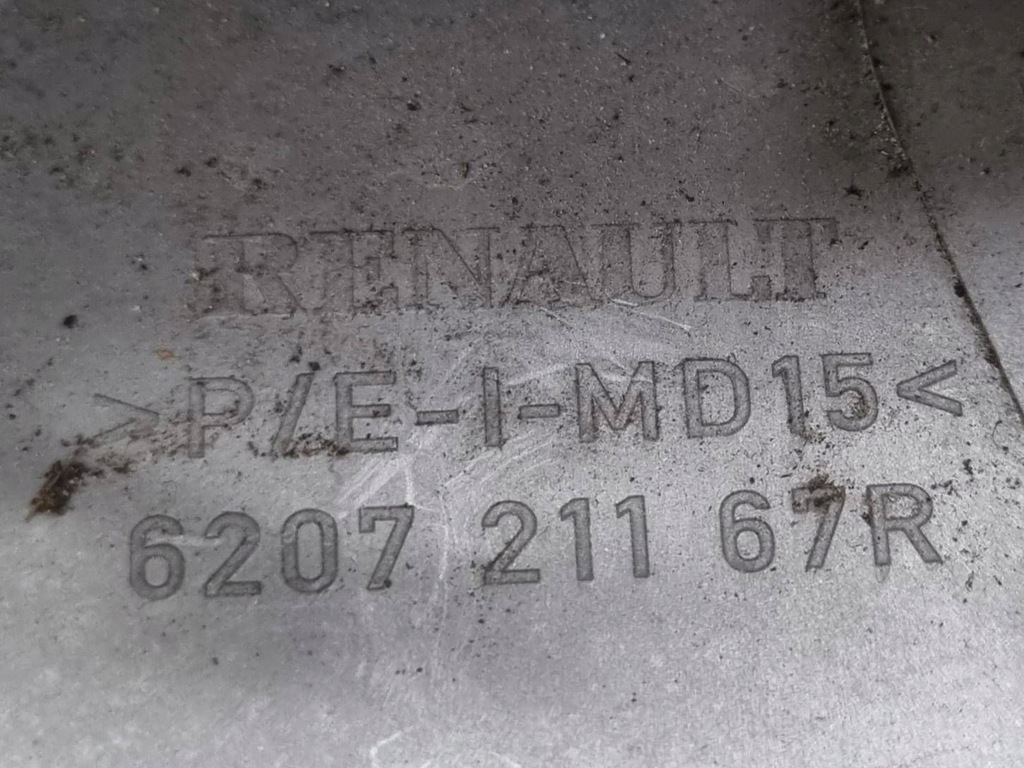 RENAULT
>P/E-I-MD15<
6207 211 67R